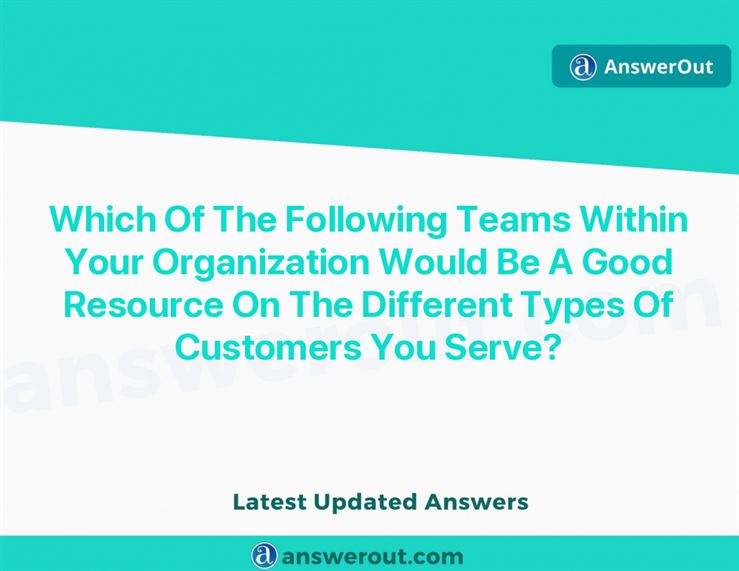 AnswerOut
Which Of The Following Teams Within
Your Organization Would Be A Good
Resource On The Different Types Of
Customers You Serve?
answerout.com
Latest Updated Answers
answerout.com